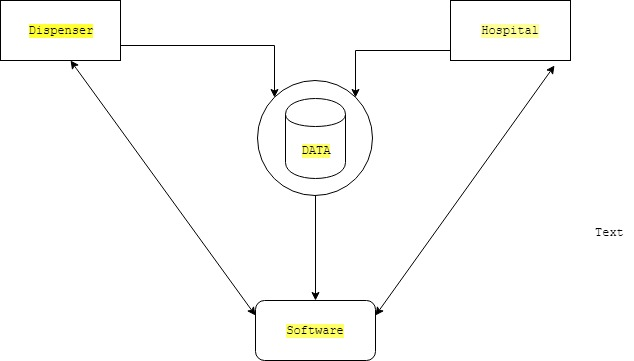 Dispenser
Hospital
DATA
Text
Software